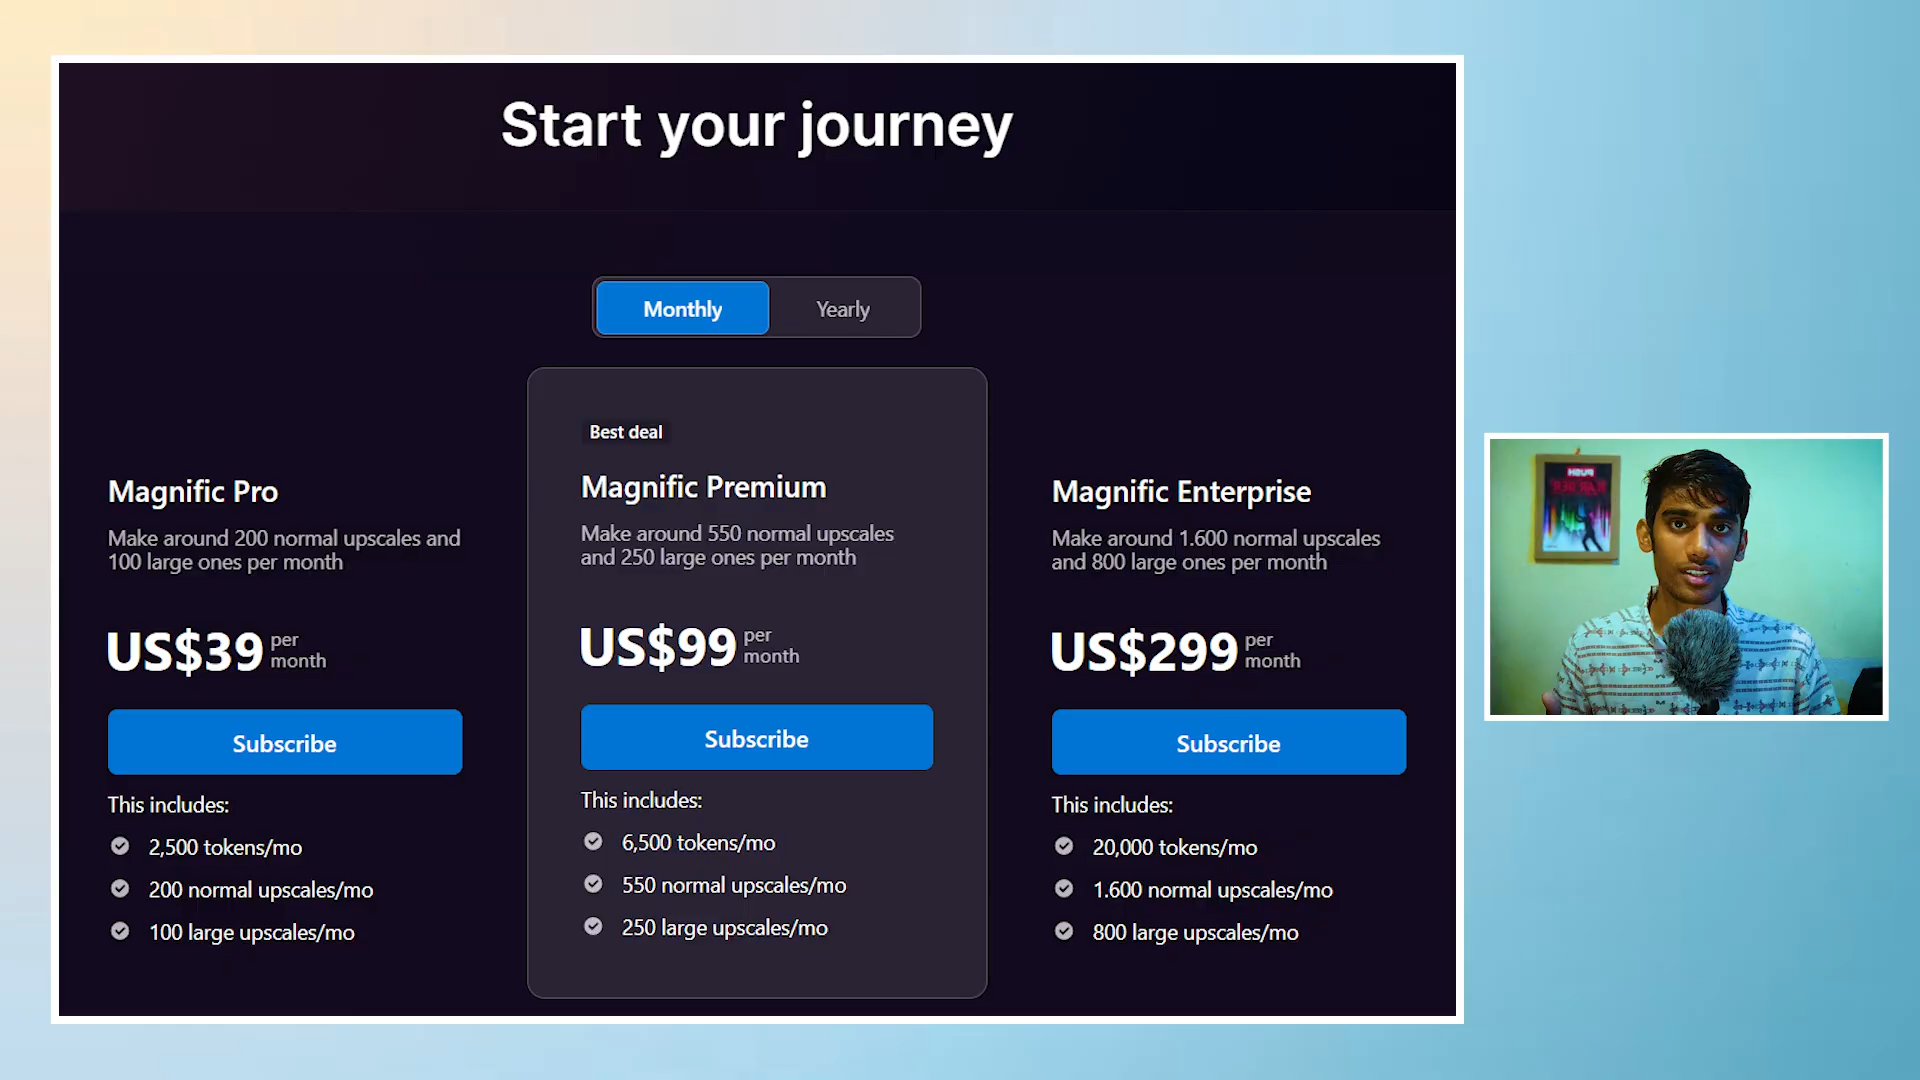 Start your journey
Monthly
Yearly
Magnific Pro
Make around 200 normal upscales and
100 large ones per month
US$39 per
month
Subscribe
This includes:
2,500 tokens/mo
200 normal upscales/mo
100 large upscales/mo
Best deal
Magnific Premium
Make around 550 normal upscales
and 250 large ones per month
US$99 per
month
Subscribe
This includes:
6,500 tokens/mo
550 normal upscales/mo
250 large upscales/mo
Magnific Enterprise
Make around 1.600 normal upscales
and 800 large ones per month
US$299 per
month
Subscribe
This includes:
20,000 tokens/mo
1.600 normal upscales/mo
800 large upscales/mo